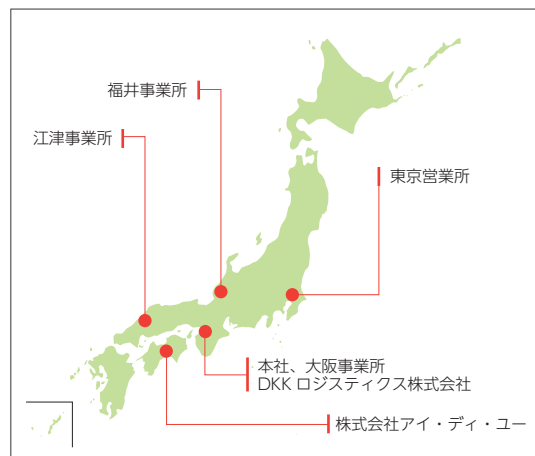 福井事業所
江津事業所
東京営業所
本社、大阪事業所
DKK ロジスティクス株式会社
株式会社アイ・ディ・ユー